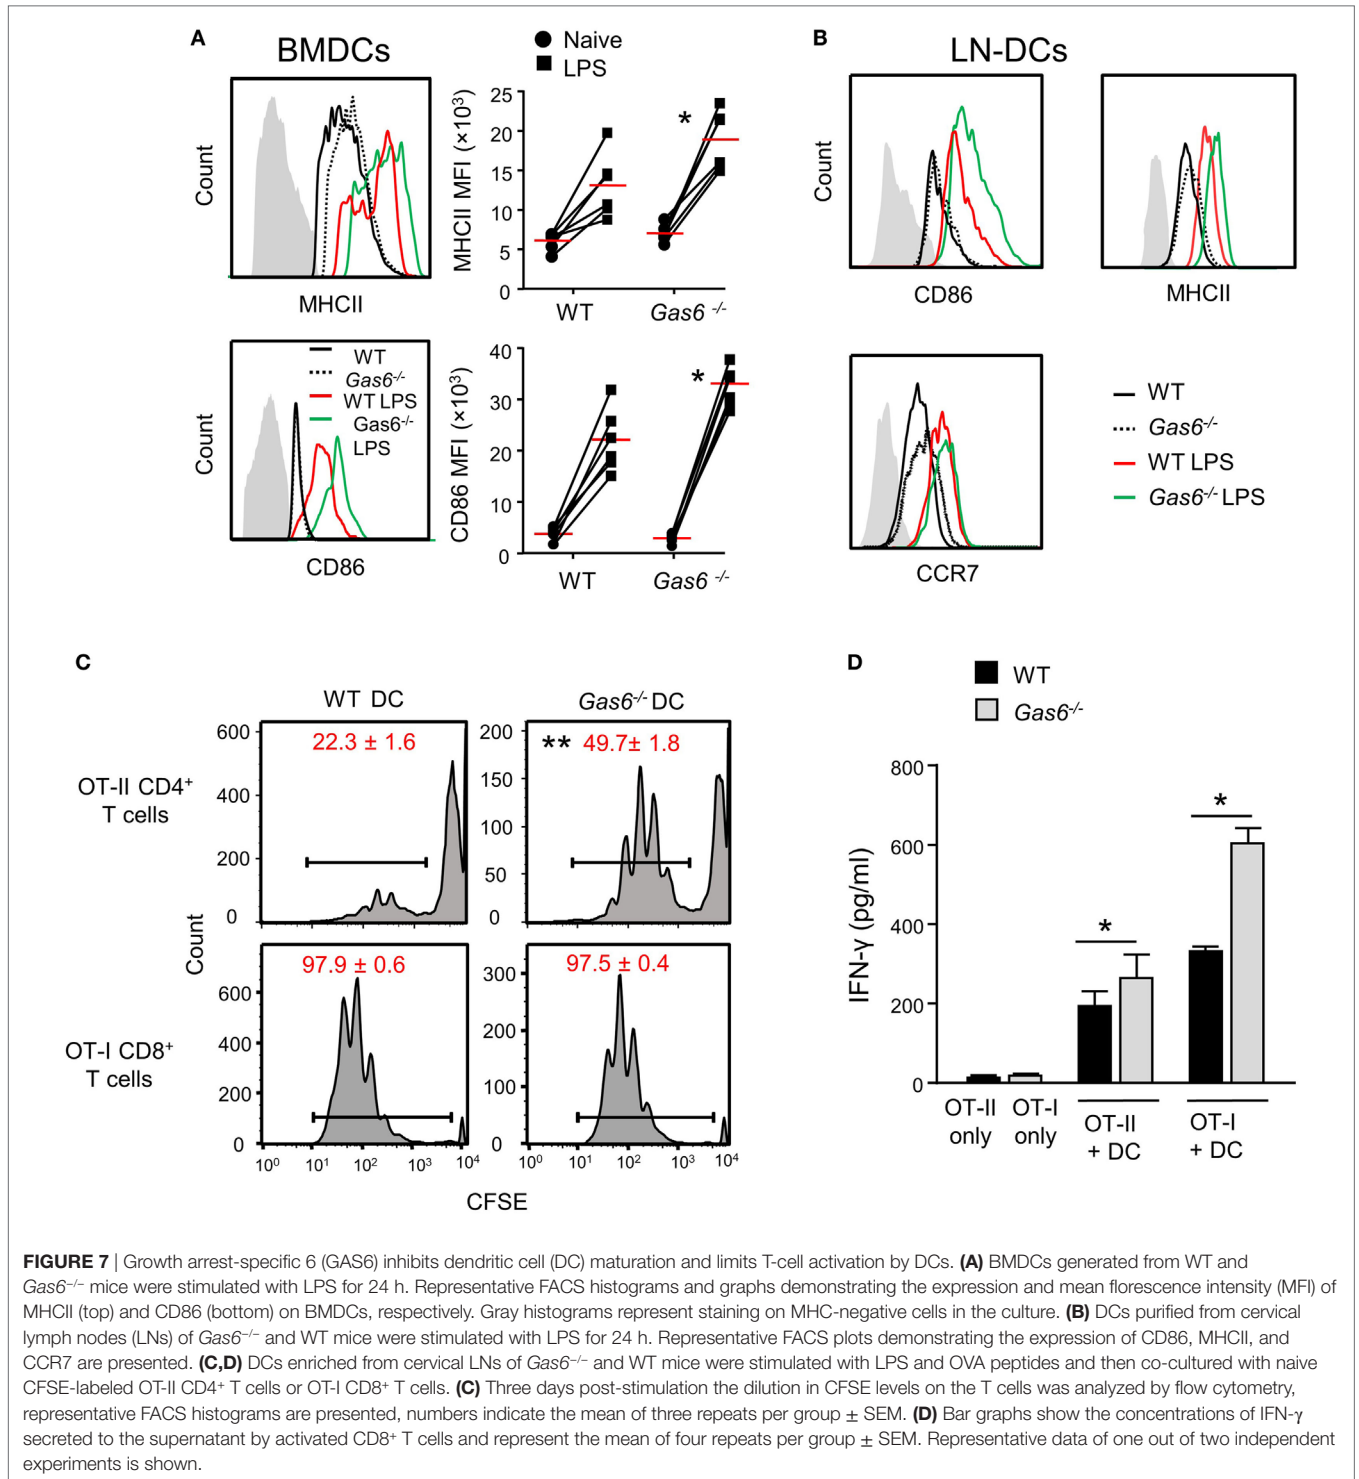 A
BMDCs
Naive
LPS
Count
MHCII
MHCII MFI (×10³)
25
20
15
10
5
0
WT
Gas6 -/-
*
Count
WT
Gas6-/-
WT LPS
Gas6-/-
LPS
CD86
CD86 MFI (×10³)
40
30
20
10
0
WT
Gas6 -/-
*
B
LN-DCs
Count
CD86
MHCII
CCR7
WT
Gas6-/-
WT LPS
Gas6-/- LPS
C
WT DC
Gas6-/- DC
OT-II CD4+
T cells
600
400
200
0
22.3 ± 1.6
200
150
100
50
0
** 49.7± 1.8
Count
OT-I CD8+
T cells
600
400
200
0
97.9 ± 0.6
300
200
100
0
97.5 ± 0.4
10⁰ 10¹ 10² 10³ 10⁴
10⁰ 10¹ 10² 10³ 10⁴
CFSE
D
WT
Gas6-/-
IFN-γ (pg/ml)
800
600
400
200
0
*
*
OT-II
only
OT-I
only
OT-II
+ DC
OT-I
+ DC
FIGURE 7 | Growth arrest-specific 6 (GAS6) inhibits dendritic cell (DC) maturation and limits T-cell activation by DCs. (A) BMDCs generated from WT and
Gas6−/− mice were stimulated with LPS for 24 h. Representative FACS histograms and graphs demonstrating the expression and mean florescence intensity (MFI) of
MHCII (top) and CD86 (bottom) on BMDCs, respectively. Gray histograms represent staining on MHC-negative cells in the culture. (B) DCs purified from cervical
lymph nodes (LNs) of Gas6−/− and WT mice were stimulated with LPS for 24 h. Representative FACS plots demonstrating the expression of CD86, MHCII, and
CCR7 are presented. (C,D) DCs enriched from cervical LNs of Gas6−/− and WT mice were stimulated with LPS and OVA peptides and then co-cultured with naive
CFSE-labeled OT-II CD4+ T cells or OT-I CD8+ T cells. (C) Three days post-stimulation the dilution in CFSE levels on the T cells was analyzed by flow cytometry,
representative FACS histograms are presented, numbers indicate the mean of three repeats per group ± SEM. (D) Bar graphs show the concentrations of IFN-γ
secreted to the supernatant by activated CD8+ T cells and represent the mean of four repeats per group ± SEM. Representative data of one out of two independent
experiments is shown.